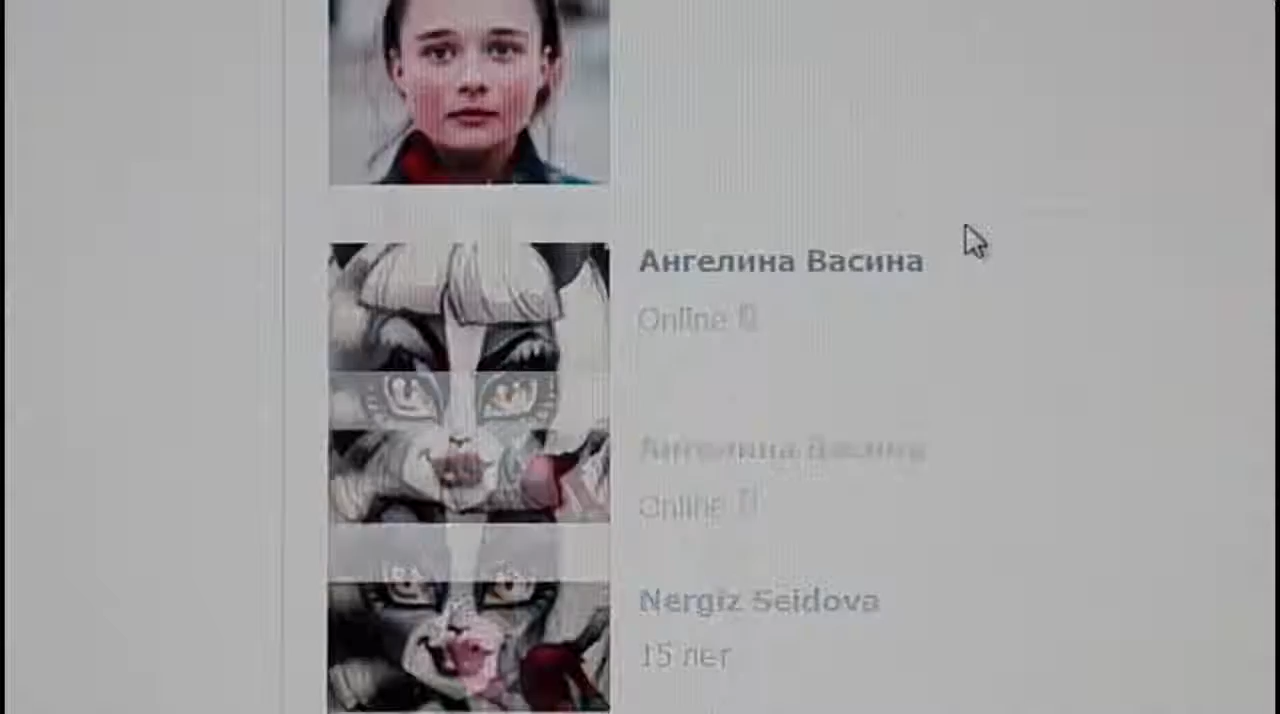 Ангелина Васина
Online
Ангелина Васина
Online
Nergiz Seidova
15 лет